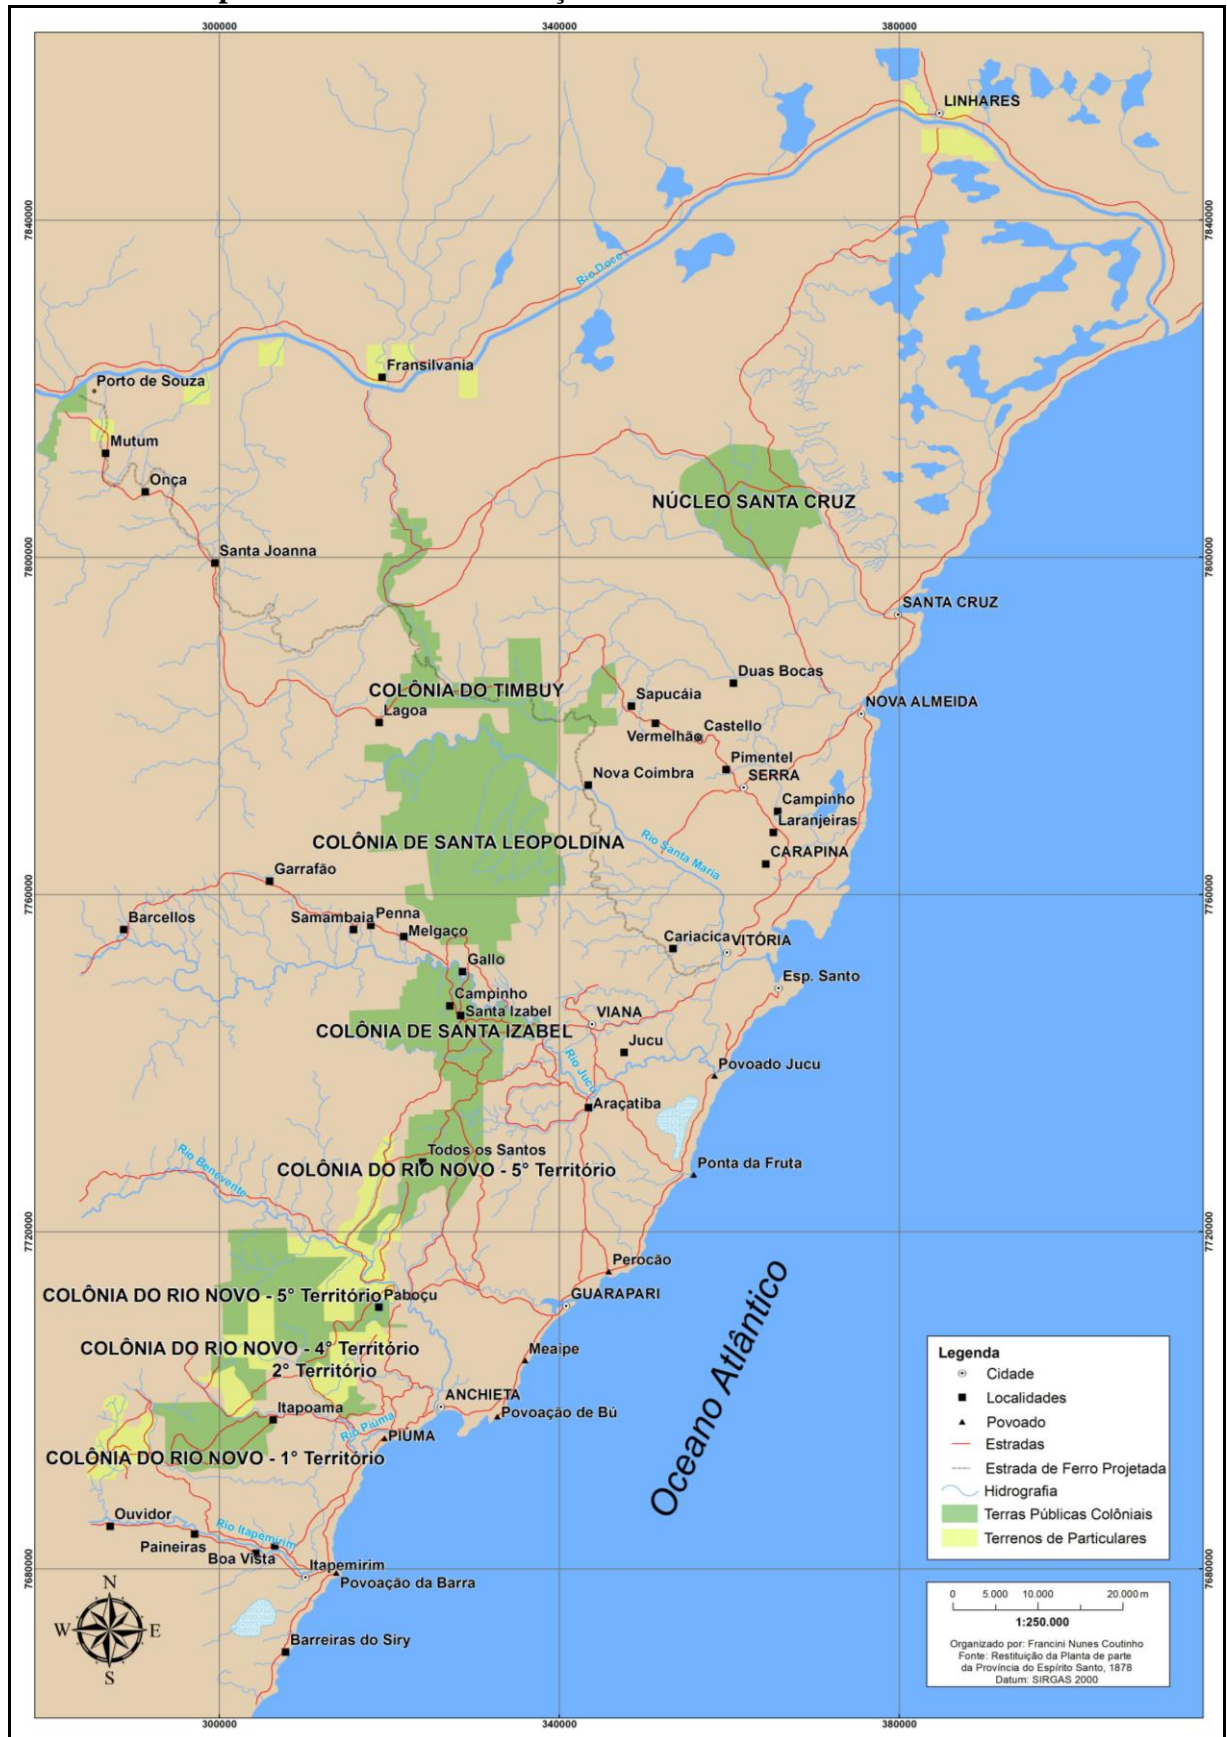 300000
340000
380000
LINHARES
7840000
7840000
Rio Doce
Fransilvania
Porto de Souza
Mutum
Onça
NÚCLEO SANTA CRUZ
Santa Joanna
7800000
7800000
SANTA CRUZ
Duas Bocas
COLÔNIA DO TIMBUY
Sapucáia
NOVA ALMEIDA
Lagoa
Castello
Vermelhão
Pimentel
Nova Coimbra
SERRA
Campinho
Laranjeiras
Rio Santa Maria
COLÔNIA DE SANTA LEOPOLDINA
CARAPINA
Garrafão
7760000
7760000
Barcellos
Samambaia
Penna
Melgaço
Cariacica
VITÓRIA
Gallo
Esp. Santo
Campinho
Santa Izabel
VIANA
COLÔNIA DE SANTA IZABEL
Jucu
Rio Jucu
Povoado Jucu
Araçatiba
Todos os Santos
COLÔNIA DO RIO NOVO - 5° Território
Ponta da Fruta
Rio Benevente
7720000
7720000
Perocão
COLÔNIA DO RIO NOVO - 5° Território
Paboçu
GUARAPARI
COLÔNIA DO RIO NOVO - 4° Território
Meaipe
2° Território
ANCHIETA
Itapoama
Povoação de Bú
Rio Piúma
PIÚMA
COLÔNIA DO RIO NOVO - 1° Território
Oceano Atlântico
Ouvidor
Rio Itapemirim
Paineiras
Boa Vista
Itapemirim
7680000
7680000
Povoação da Barra
Barreiras do Siry
N
W
E
S
Legenda
Cidade
Localidades
Povoado
Estradas
Estrada de Ferro Projetada
Hidrografia
Terras Públicas Colôniais
Terrenos de Particulares
0 5.000 10.000 20.000 m
1:250.000
Organizado por: Francini Nunes Coutinho
Fonte: Restituição da Planta de parte
da Província do Espírito Santo, 1878
Datum: SIRGAS 2000
300000
340000
380000